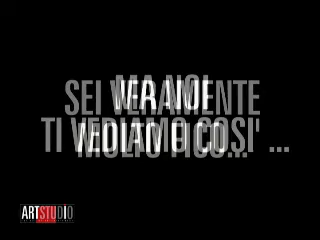 MA NOI
SEI VERAMENTE
TI VEDIAMO COSI' ...
MOLTO FICO...
ARTSTUDIO